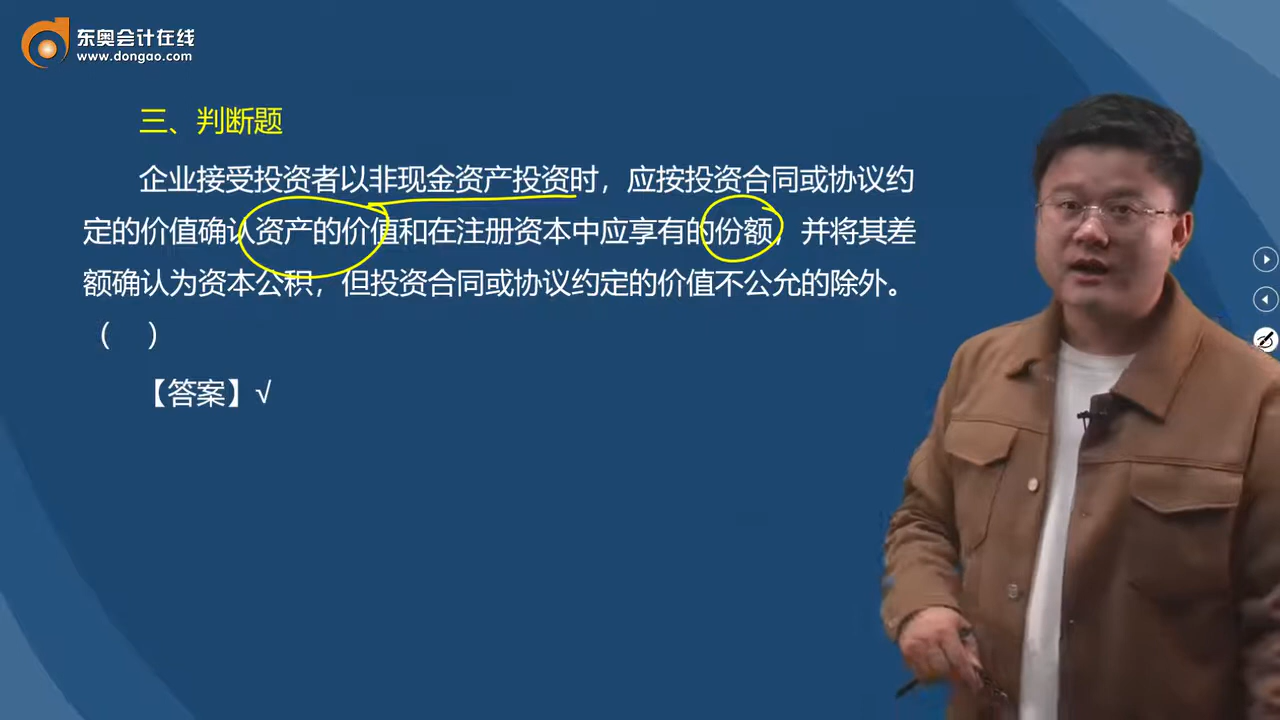 东奥会计在线
www.dongao.com
三、判断题
企业接受投资者以非现金资产投资时，应按投资合同或协议约
定的价值确认资产的价值和在注册资本中应享有的份额，并将其差
额确认为资本公积，但投资合同或协议约定的价值不公允的除外。
（ ）
【答案】√